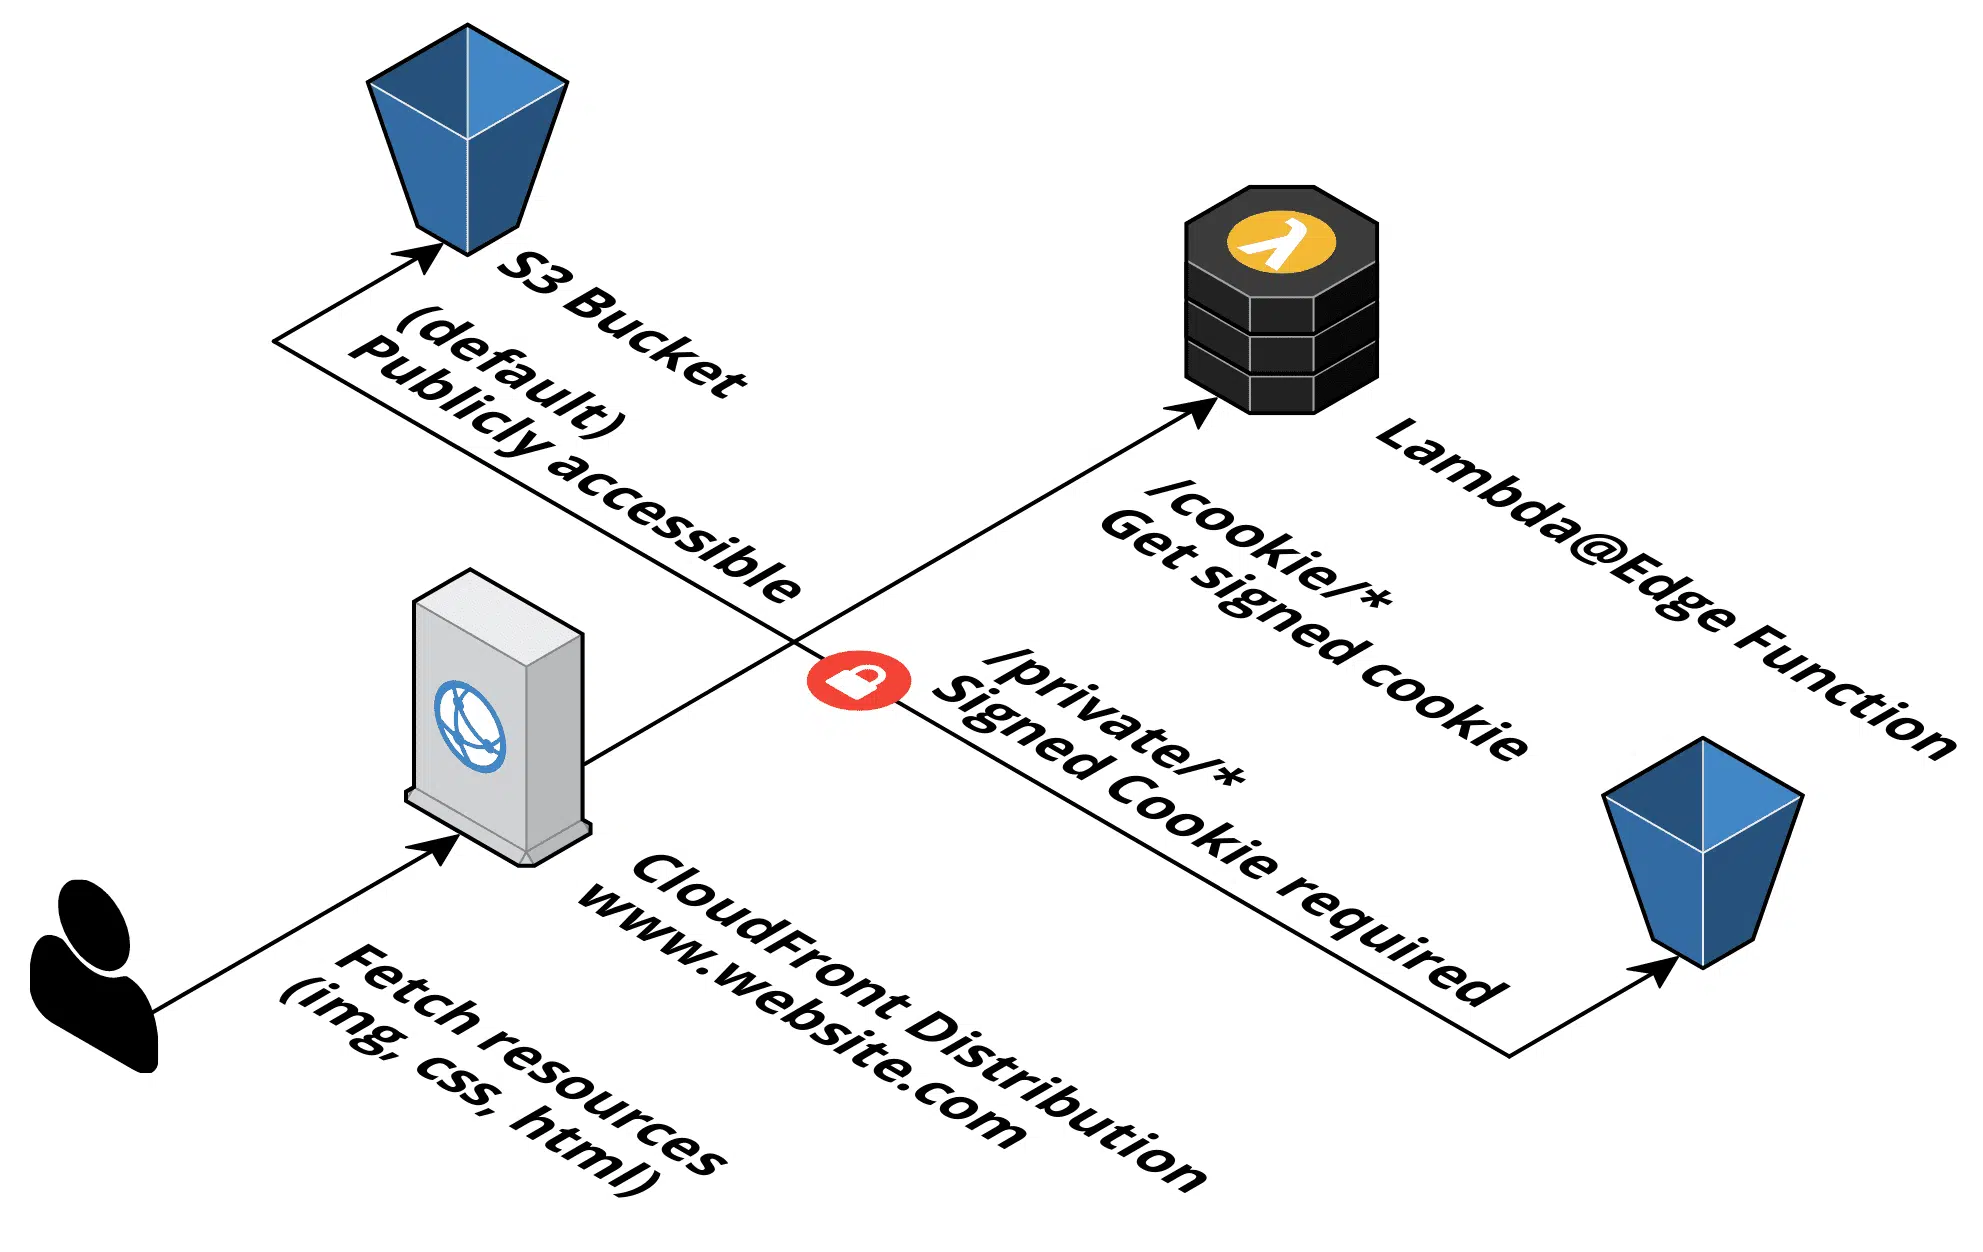 S3 Bucket
(default)
Publicly accessible
Lambda@Edge Function
/cookie/*
Get signed cookie
/private/*
Signed Cookie required
CloudFront Distribution
www.website.com
Fetch resources
(img, css, html)